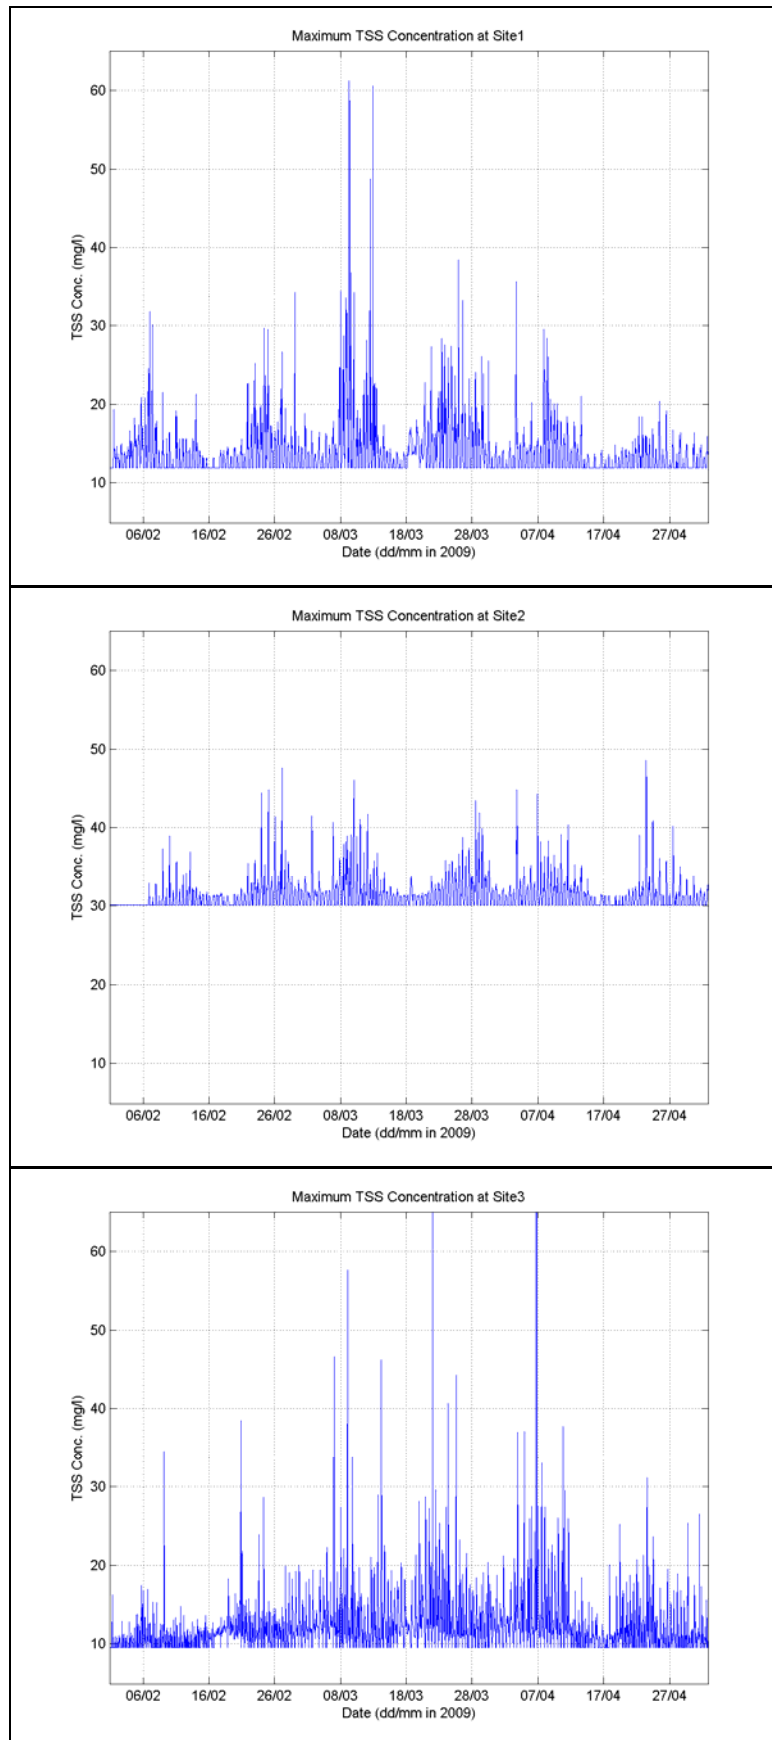 Maximum TSS Concentration at Site1
60
50
40
30
20
10
TSS Conc. (mg/l)
06/02 16/02 26/02 08/03 18/03 28/03 07/04 17/04 27/04
Date (dd/mm in 2009)
Maximum TSS Concentration at Site2
60
50
40
30
20
10
TSS Conc. (mg/l)
06/02 16/02 26/02 08/03 18/03 28/03 07/04 17/04 27/04
Date (dd/mm in 2009)
Maximum TSS Concentration at Site3
60
50
40
30
20
10
TSS Conc. (mg/l)
06/02 16/02 26/02 08/03 18/03 28/03 07/04 17/04 27/04
Date (dd/mm in 2009)